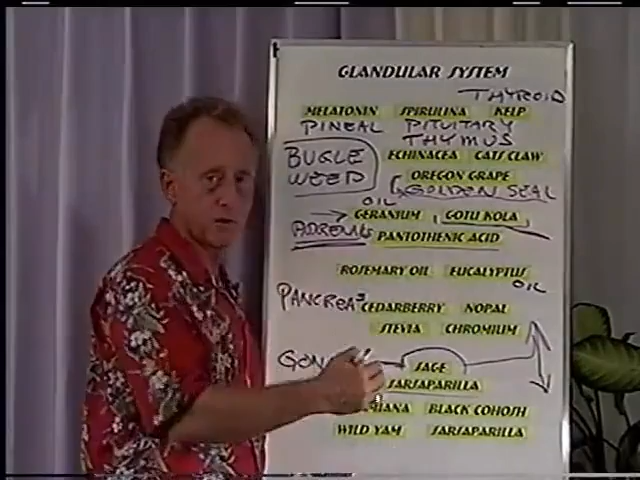 GLANDULAR SYSTEM
THYROID
MELATONIN SPIRULINA KELP
PINEAL PITUITARY
THYMUS
BUGLE WEED
ECHINACEA CATS CLAW
OREGON GRAPE
GOLDEN SEAL
OIL
GERANIUM GOTU KOLA
PANTOTHENIC ACID
ROSEMARY OIL EUCALYPTUS
OIL
CEDARBERRY NOPAL
STEVIA CHROMIUM
SAGE
SARSAPARILLA
BLACK COHOSH
WILD YAM SARSAPARILLA